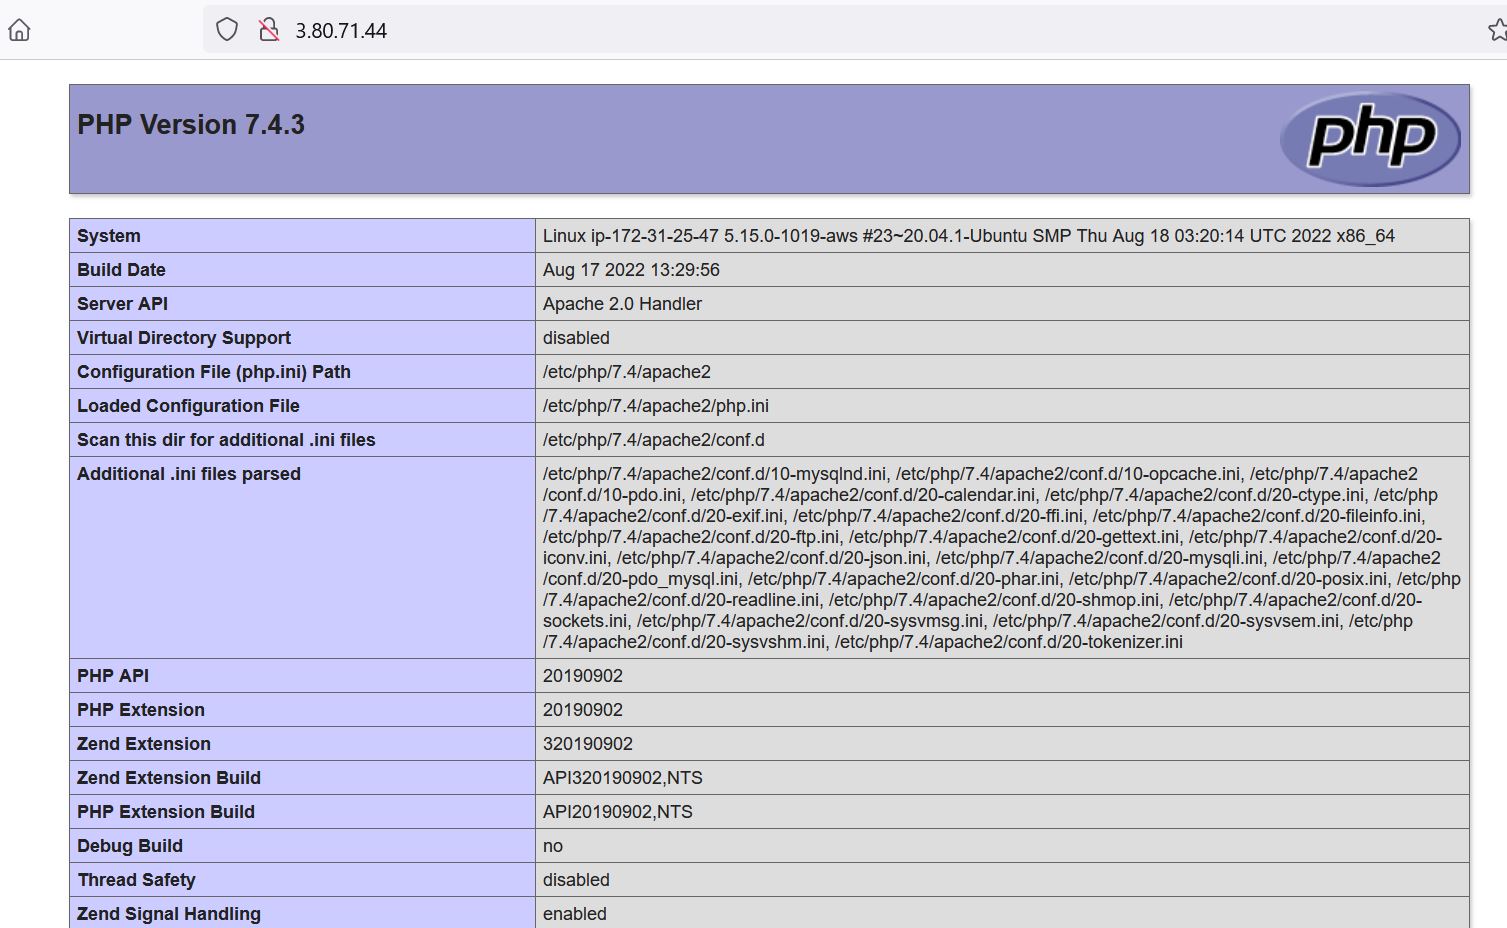 3.80.71.44
PHP Version 7.4.3
php
System Linux ip-172-31-25-47 5.15.0-1019-aws #23~20.04.1-Ubuntu SMP Thu Aug 18 03:20:14 UTC 2022 x86_64
Build Date Aug 17 2022 13:29:56
Server API Apache 2.0 Handler
Virtual Directory Support disabled
Configuration File (php.ini) Path /etc/php/7.4/apache2
Loaded Configuration File /etc/php/7.4/apache2/php.ini
Scan this dir for additional .ini files /etc/php/7.4/apache2/conf.d
Additional .ini files parsed /etc/php/7.4/apache2/conf.d/10-mysqlnd.ini, /etc/php/7.4/apache2/conf.d/10-opcache.ini, /etc/php/7.4/apache2
/conf.d/10-pdo.ini, /etc/php/7.4/apache2/conf.d/20-calendar.ini, /etc/php/7.4/apache2/conf.d/20-ctype.ini, /etc/php
/7.4/apache2/conf.d/20-exif.ini, /etc/php/7.4/apache2/conf.d/20-ffi.ini, /etc/php/7.4/apache2/conf.d/20-fileinfo.ini,
/etc/php/7.4/apache2/conf.d/20-ftp.ini, /etc/php/7.4/apache2/conf.d/20-gettext.ini, /etc/php/7.4/apache2/conf.d/20-
iconv.ini, /etc/php/7.4/apache2/conf.d/20-json.ini, /etc/php/7.4/apache2/conf.d/20-mysqli.ini, /etc/php/7.4/apache2
/conf.d/20-pdo_mysql.ini, /etc/php/7.4/apache2/conf.d/20-phar.ini, /etc/php/7.4/apache2/conf.d/20-posix.ini, /etc/php
/7.4/apache2/conf.d/20-readline.ini, /etc/php/7.4/apache2/conf.d/20-shmop.ini, /etc/php/7.4/apache2/conf.d/20-
sockets.ini, /etc/php/7.4/apache2/conf.d/20-sysvmsg.ini, /etc/php/7.4/apache2/conf.d/20-sysvsem.ini, /etc/php
/7.4/apache2/conf.d/20-sysvshm.ini, /etc/php/7.4/apache2/conf.d/20-tokenizer.ini
PHP API 20190902
PHP Extension 20190902
Zend Extension 320190902
Zend Extension Build API320190902,NTS
PHP Extension Build API20190902,NTS
Debug Build no
Thread Safety disabled
Zend Signal Handling enabled